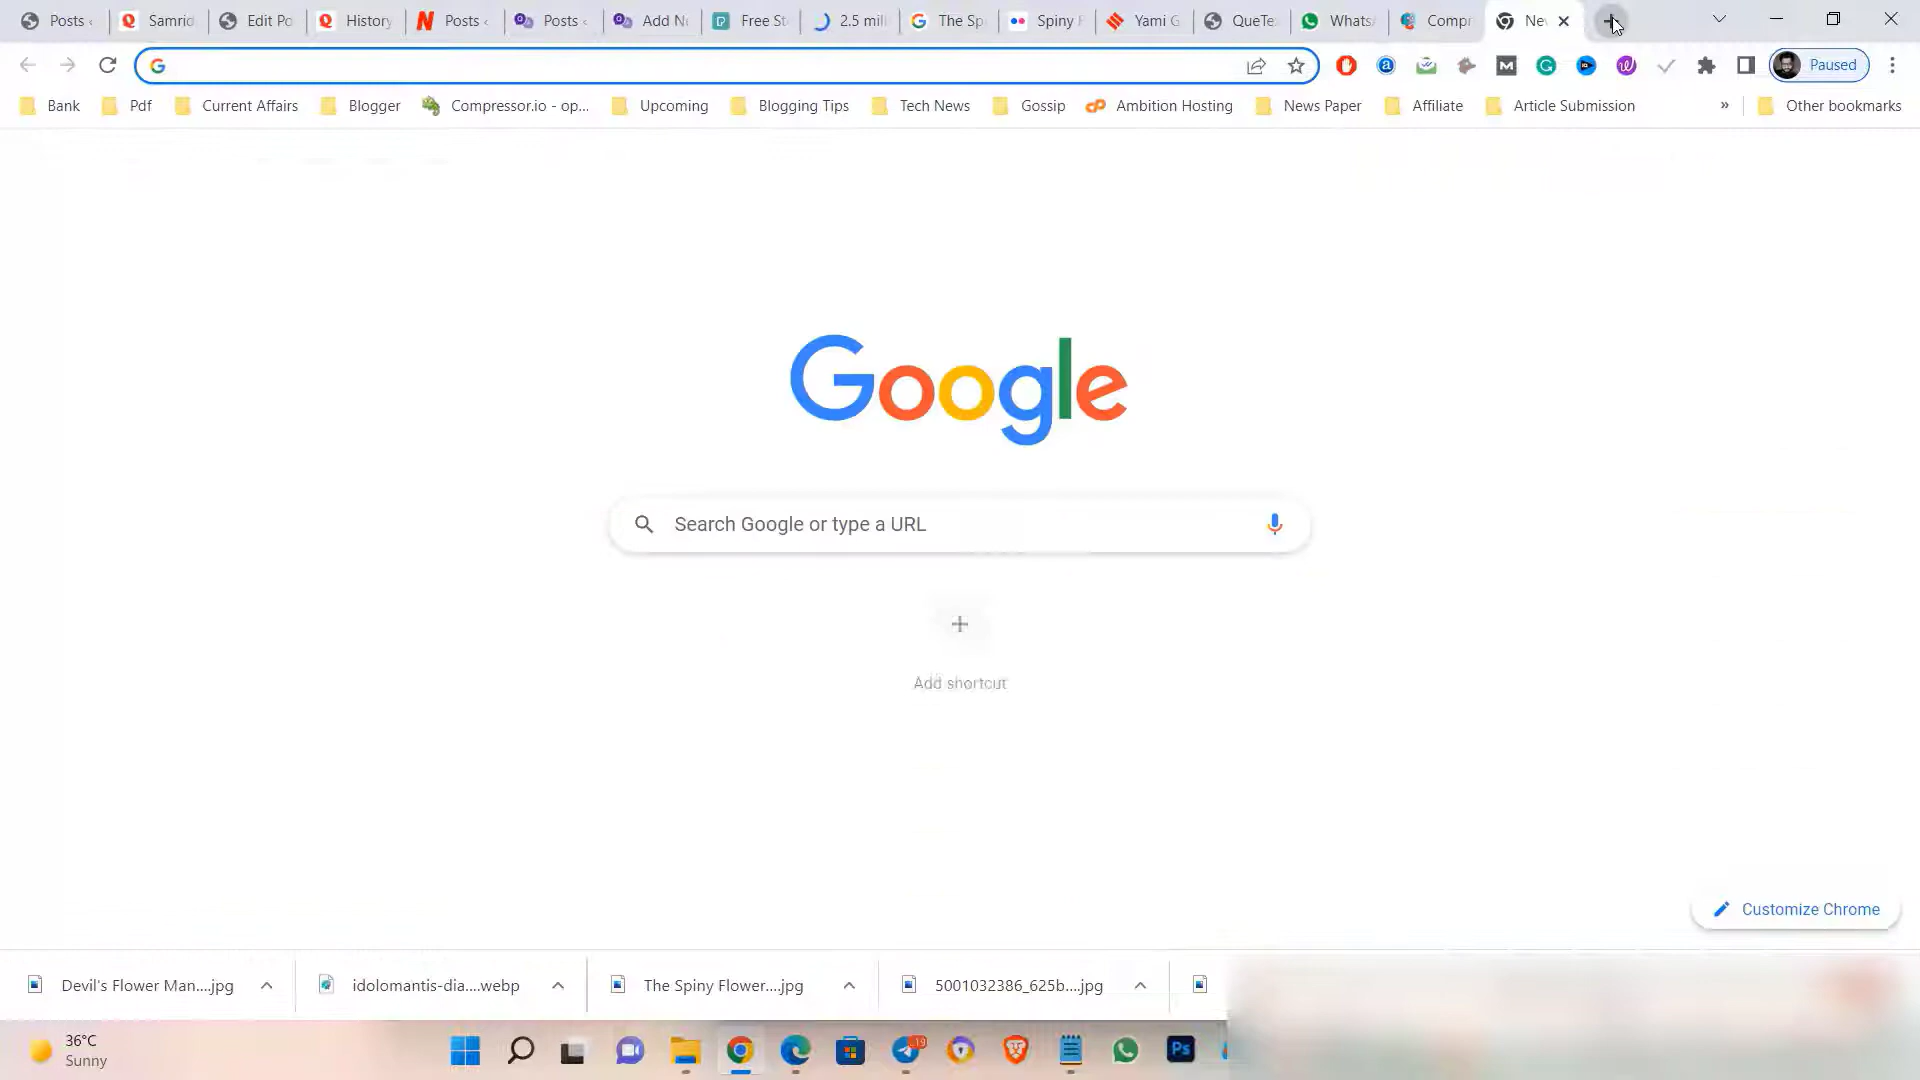 Posts Samrid Edit Po History Posts Posts Add N Free St 2.5 mill The Sp Spiny F Yami G QueTe Whats Compr Ne
Paused
Bank Pdf Current Affairs Blogger Compressor.io - op... Upcoming Blogging Tips Tech News Gossip Ambition Hosting News Paper Affiliate Article Submission » Other bookmarks
Google
Search Google or type a URL
Add shortcut
Customize Chrome
Devil's Flower Man....jpg idolomantis-dia....webp The Spiny Flower....jpg 5001032386_625b....jpg
36°C
Sunny